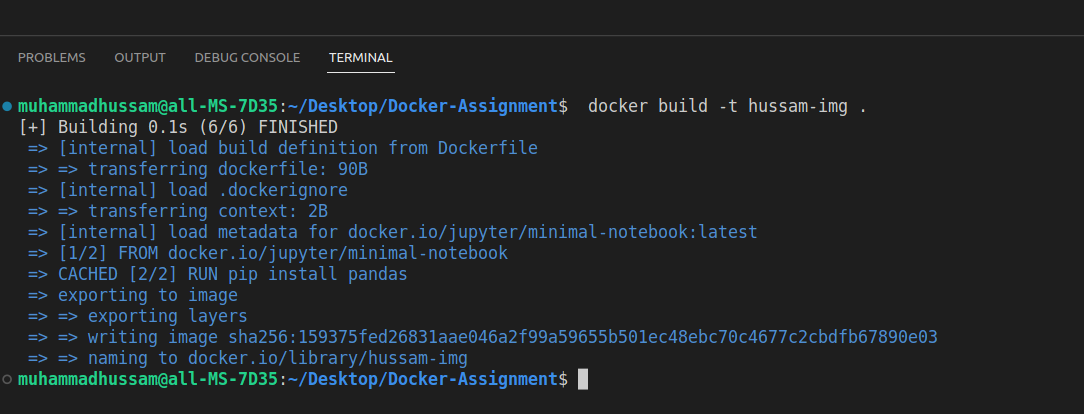 PROBLEMS OUTPUT DEBUG CONSOLE TERMINAL
muhammadhussam@all-MS-7D35:~/Desktop/Docker-Assignment$  docker build -t hussam-img .
[+] Building 0.1s (6/6) FINISHED
 => [internal] load build definition from Dockerfile
 => => transferring dockerfile: 90B
 => [internal] load .dockerignore
 => => transferring context: 2B
 => [internal] load metadata for docker.io/jupyter/minimal-notebook:latest
 => [1/2] FROM docker.io/jupyter/minimal-notebook
 => CACHED [2/2] RUN pip install pandas
 => exporting to image
 => => exporting layers
 => => writing image sha256:159375fed26831aae046a2f99a59655b501ec48ebc70c4677c2cbdfb67890e03
 => => naming to docker.io/library/hussam-img
muhammadhussam@all-MS-7D35:~/Desktop/Docker-Assignment$